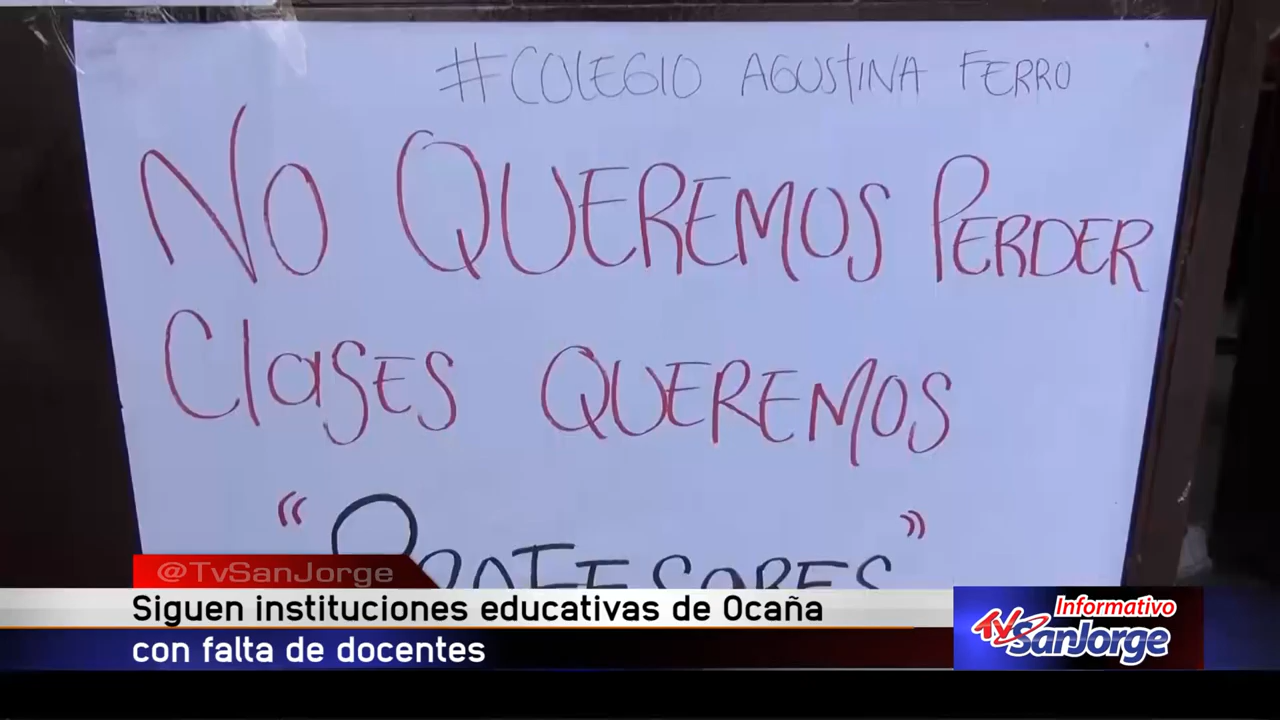 #COLEGIO AGUSTINA FERRO
NO QUEREMOS PERDER
ClaSES QUEREMOS
“PROFESORES”
@TvSanJorge
Siguen instituciones educativas de Ocaña
con falta de docentes
Informativo
TV SanJorge